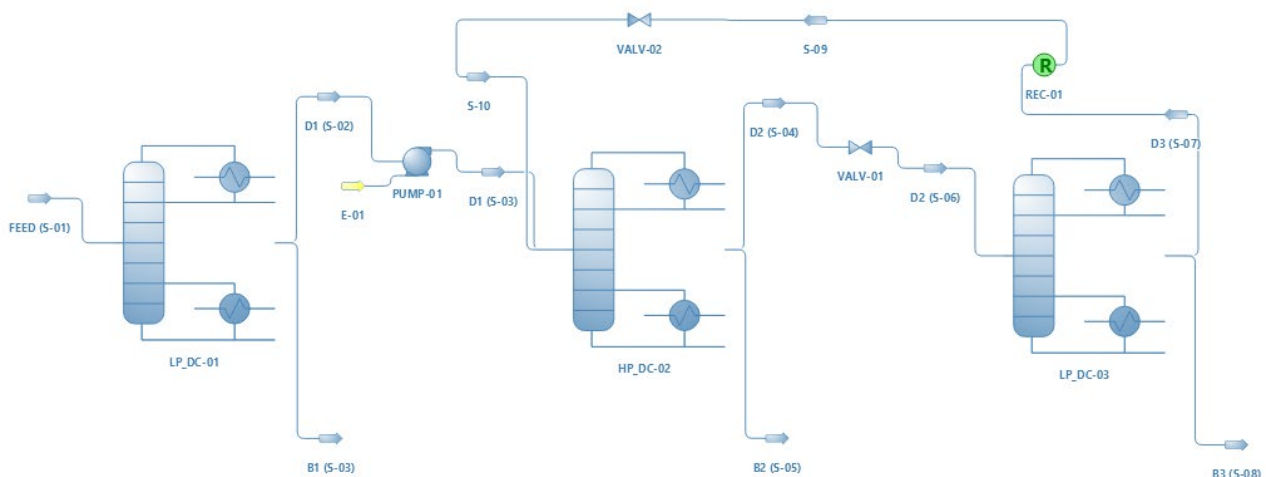 VALV-02
S-09
R
REC-01
S-10
D1 (S-02)
D2 (S-04)
D3 (S-07)
VALV-01
PUMP-01
E-01
D1 (S-03)
D2 (S-06)
FEED (S-01)
LP_DC-01
HP_DC-02
LP_DC-03
B1 (S-03)
B2 (S-05)
B3 (S-08)